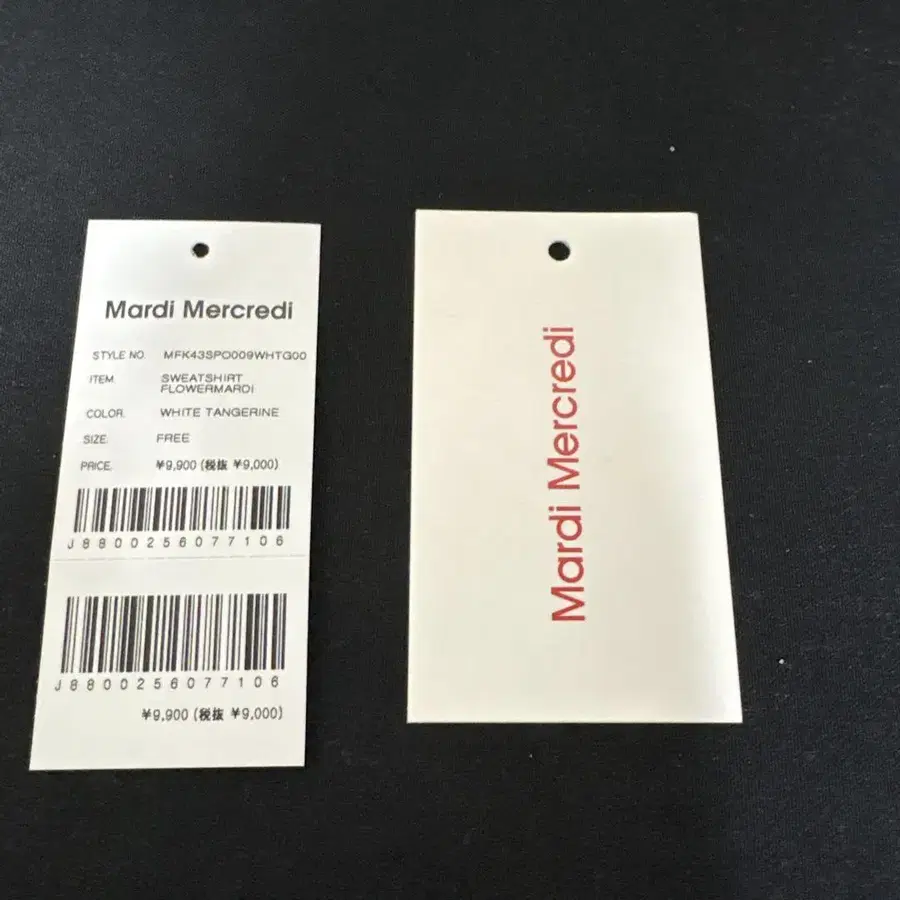 Mardi Mercredi
STYLE NO. MFK43SPO009WHTG00
ITEM. SWEATSHIRT
FLOWERMARDI
COLOR. WHITE TANGERINE
SIZE. FREE
PRICE. ¥9,900 (税抜 ¥9,000)
J8800256077106
J8800256077106
¥9,900 (税抜 ¥9,000)
Mardi Mercredi